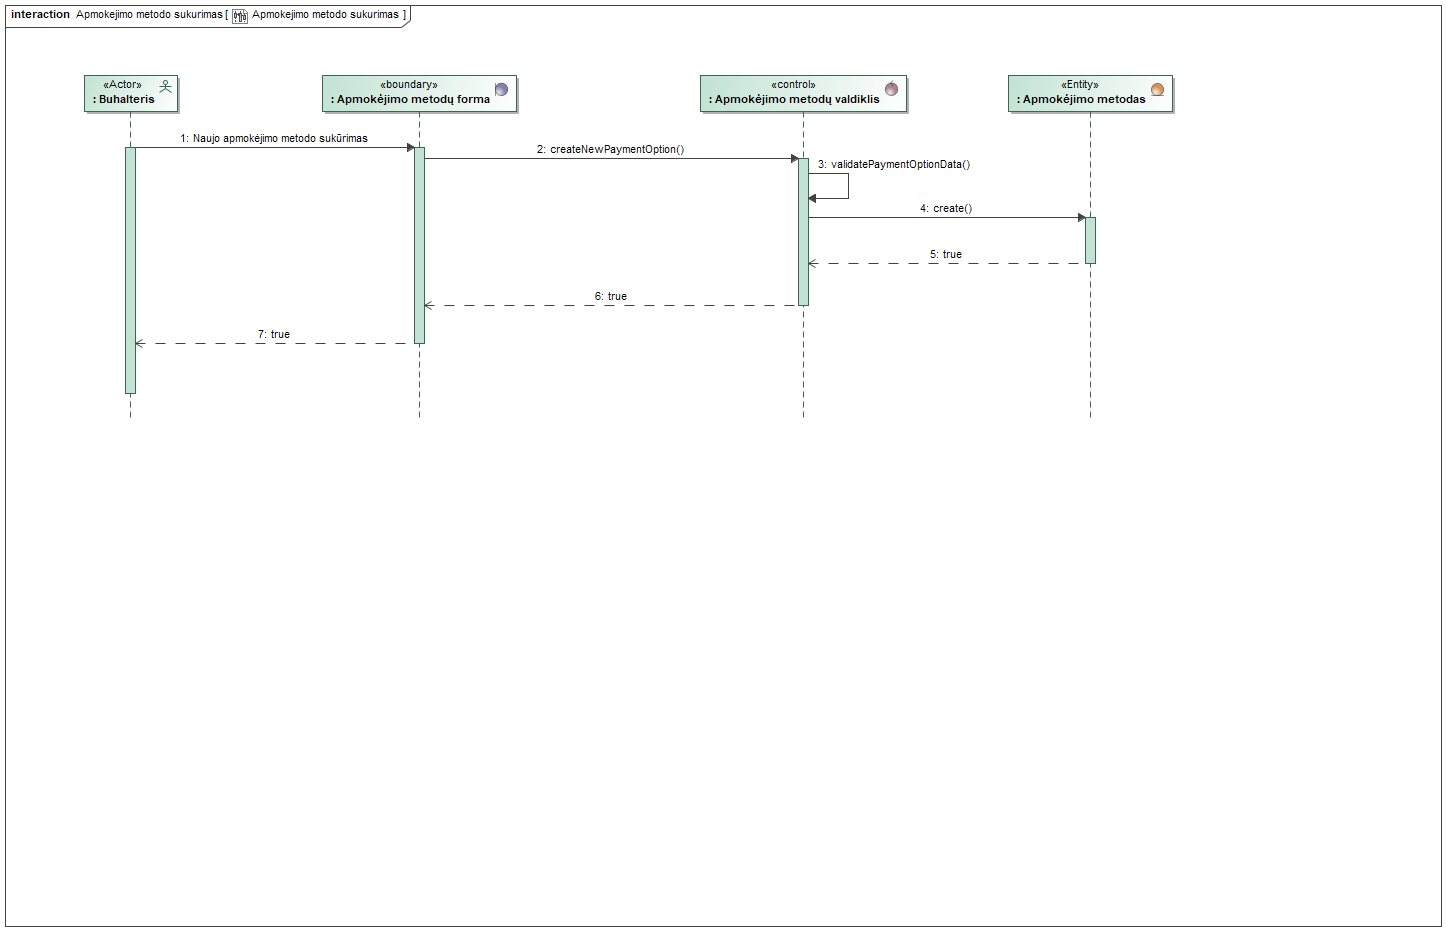 interaction Apmokejimo metodo sukurimas [ Apmokejimo metodo sukurimas ]
«Actor»
: Buhalteris
«boundary»
: Apmokėjimo metodų forma
«control»
: Apmokėjimo metodų valdiklis
«Entity»
: Apmokėjimo metodas
1: Naujo apmokėjimo metodo sukūrimas
2: createNewPaymentOption()
3: validatePaymentOptionData()
4: create()
5: true
6: true
7: true